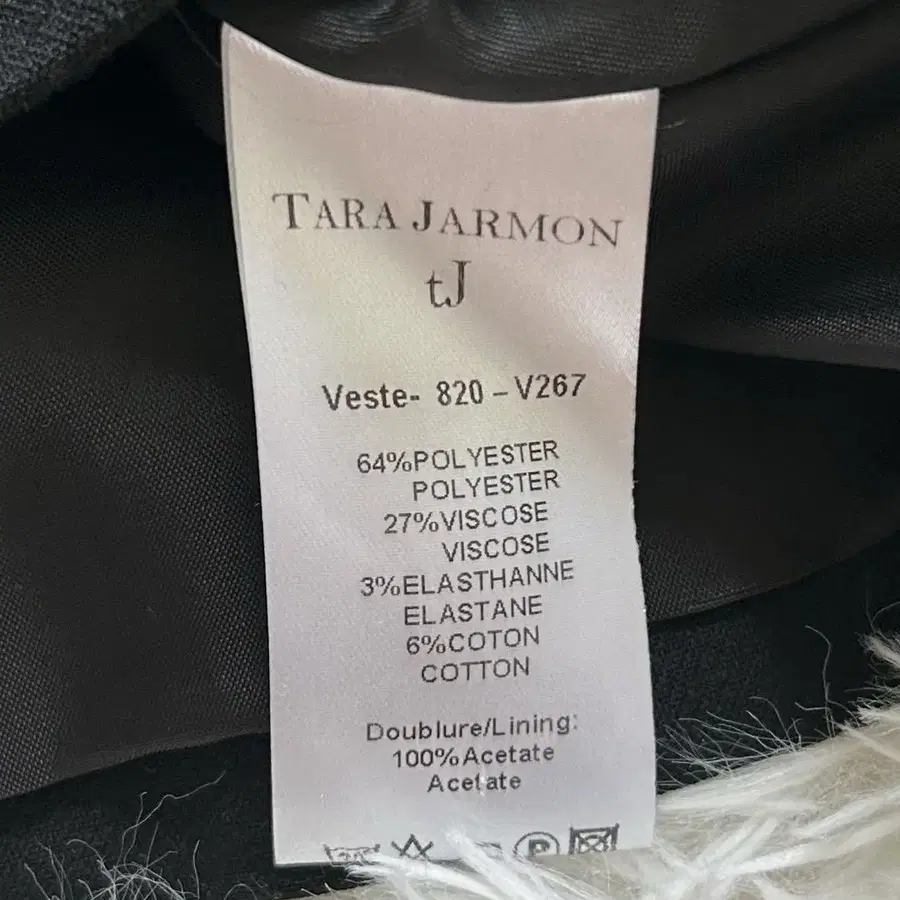 TARA JARMON
tJ
Veste- 820 – V267
64%POLYESTER
POLYESTER
27%VISCOSE
VISCOSE
3%ELASTHANNE
ELASTANE
6%COTON
COTTON
Doublure/Lining:
100%Acetate
Acetate
P